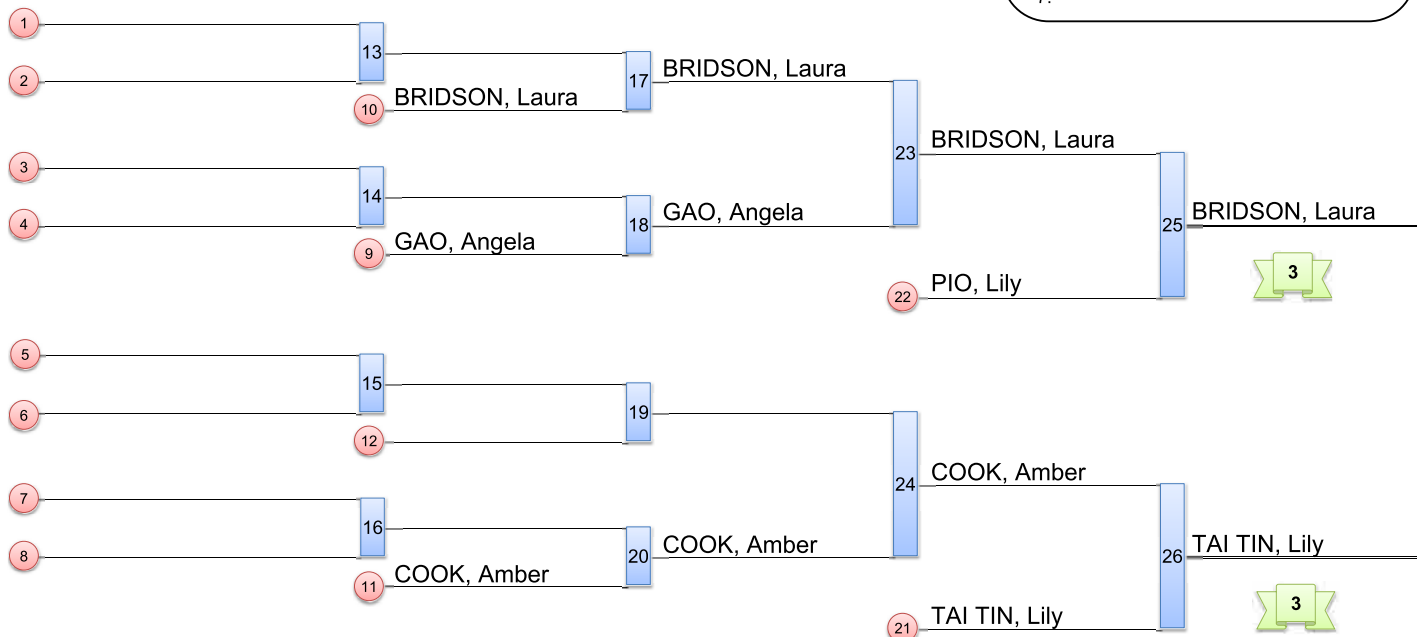 1
13
2
17
BRIDSON, Laura
10
BRIDSON, Laura
23
BRIDSON, Laura
3
14
4
18
GAO, Angela
9
GAO, Angela
25
BRIDSON, Laura
3
22
PIO, Lily
5
15
6
19
12
24
COOK, Amber
7
16
8
20
COOK, Amber
11
COOK, Amber
26
TAI TIN, Lily
3
21
TAI TIN, Lily